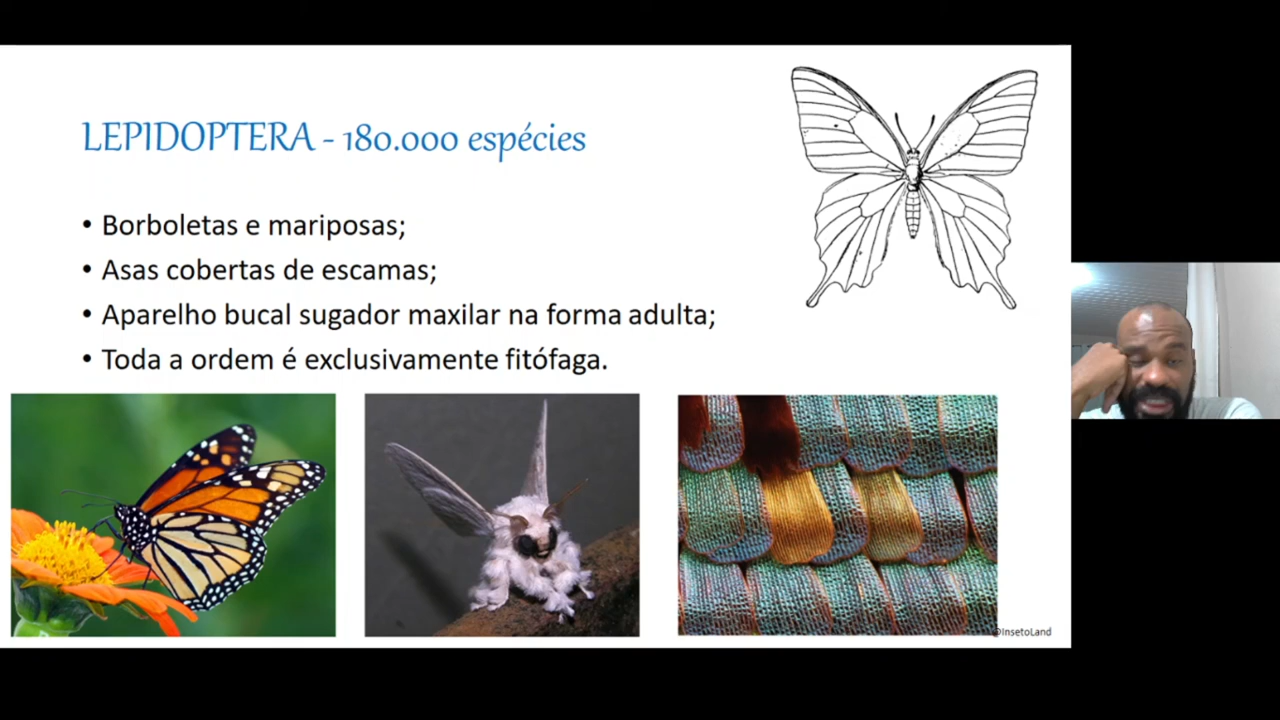 LEPIDOPTERA - 180.000 espécies
• Borboletas e mariposas;
• Asas cobertas de escamas;
• Aparelho bucal sugador maxilar na forma adulta;
• Toda a ordem é exclusivamente fitófaga.
@InsetoLand